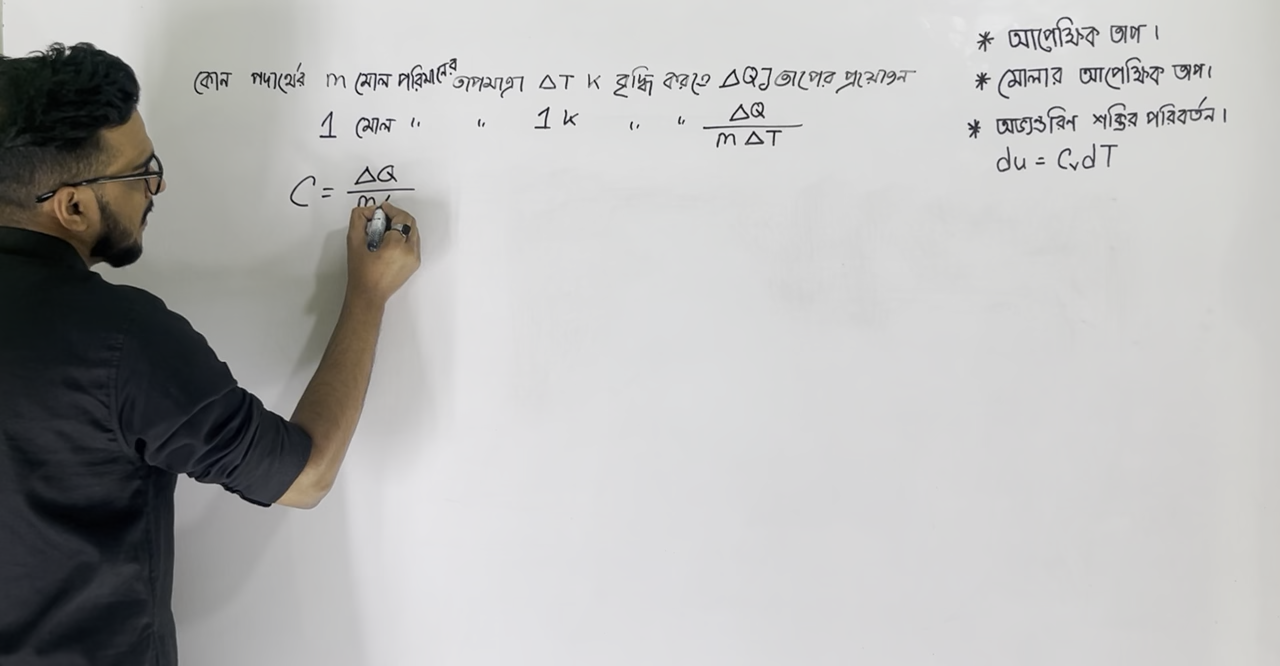 কোন পদার্থের m মোল পরিমানের তাপমাত্রা ΔT K বৃদ্ধি করতে ΔQ J তাপের প্রয়োজন
1 মোল " " 1 K " " ΔQ / m ΔT
C = ΔQ / m
* আপেক্ষিক তাপ।
* মোলার আপেক্ষিক তাপ।
* অভ্যন্তরিণ শক্তির পরিবর্তন।
du = CᵥdT